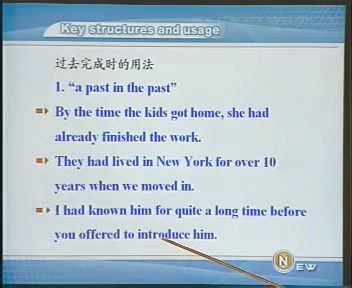 Key structures and usage
过去完成时的用法
1. “a past in the past”
By the time the kids got home, she had
already finished the work.
They had lived in New York for over 10
years when we moved in.
I had known him for quite a long time before
you offered to introduce him.
NEW